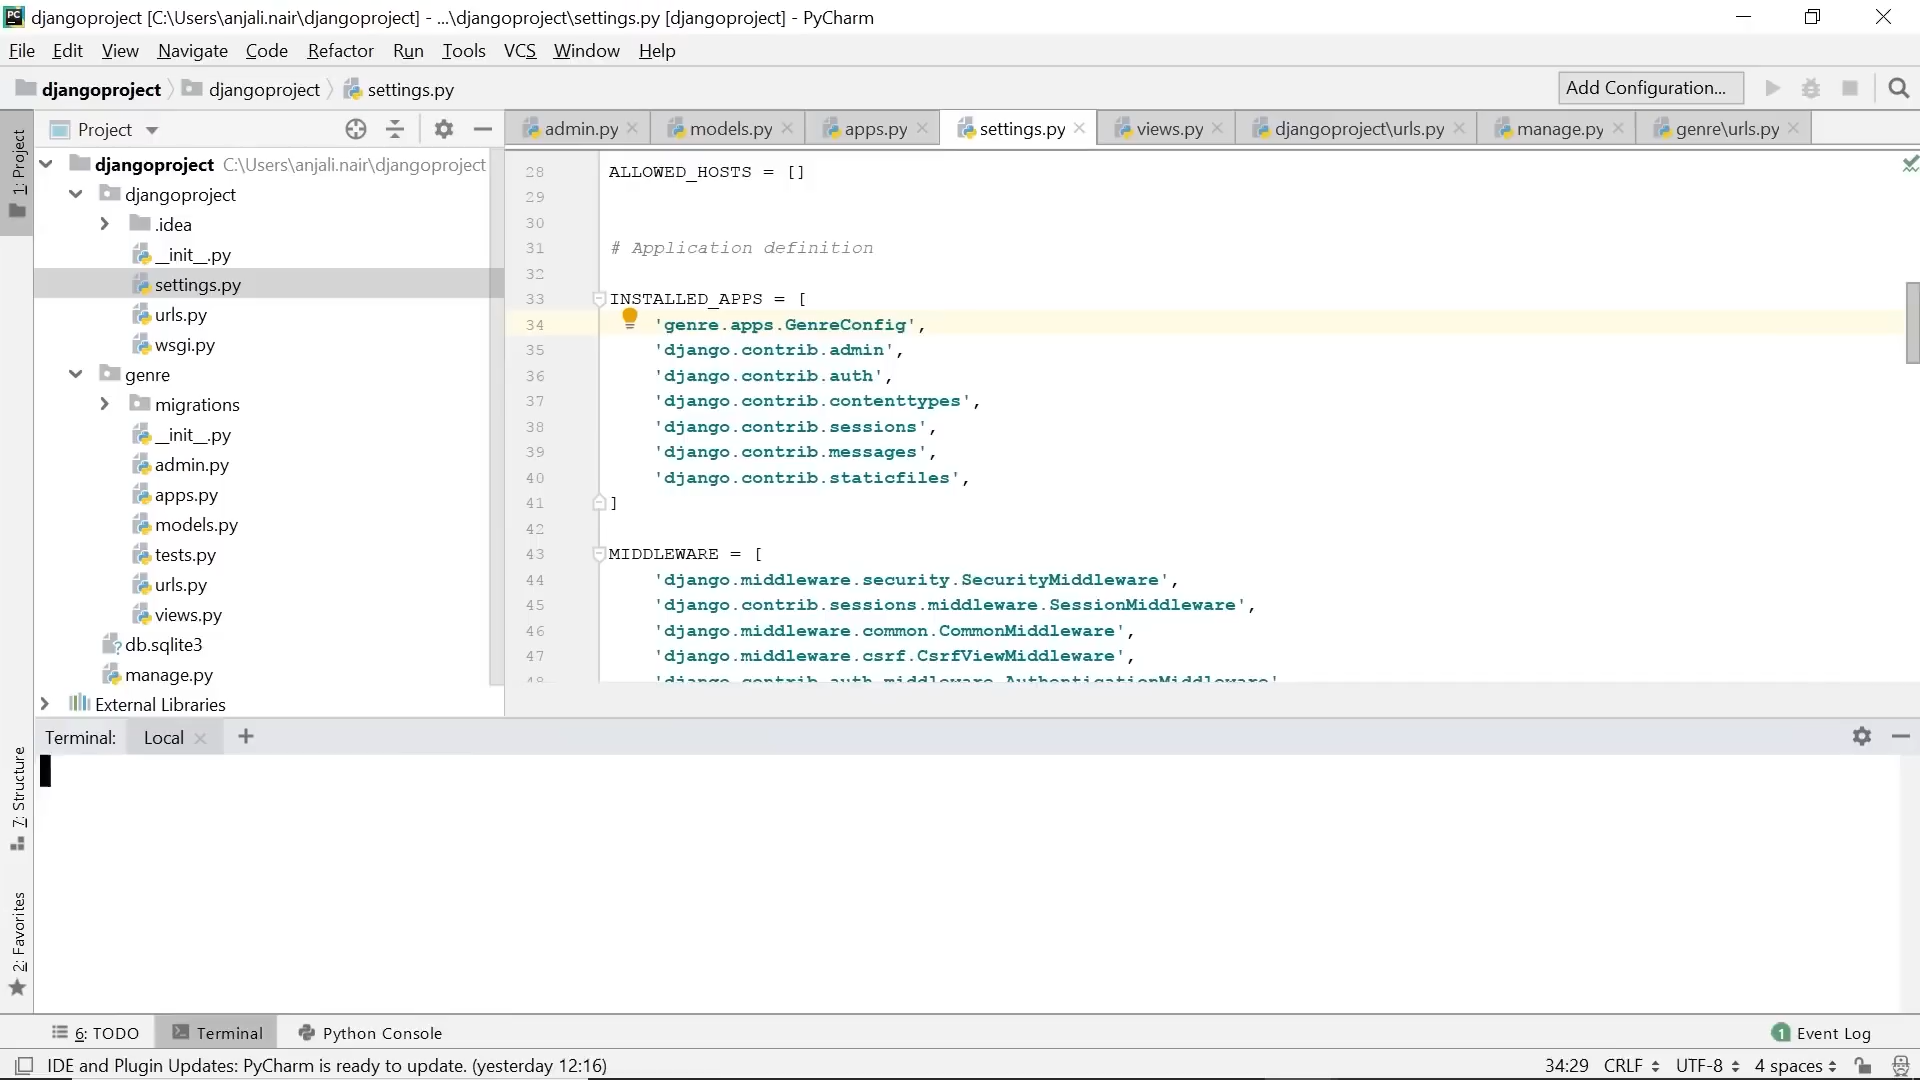 djangoproject [C:\Users\anjali.nair\djangoproject] - ...\djangoproject\settings.py [djangoproject] - PyCharm
File Edit View Navigate Code Refactor Run Tools VCS Window Help
djangoproject djangoproject settings.py Add Configuration...
1: Project
Project
admin.py models.py apps.py settings.py views.py djangoproject\urls.py manage.py genre\urls.py
djangoproject C:\Users\anjali.nair\djangoproject
djangoproject
.idea
__init__.py
settings.py
urls.py
wsgi.py
genre
migrations
__init__.py
admin.py
apps.py
models.py
tests.py
urls.py
views.py
db.sqlite3
manage.py
External Libraries
28 ALLOWED_HOSTS = []
29
30
31 # Application definition
32
33 INSTALLED_APPS = [
34 'genre.apps.GenreConfig',
35 'django.contrib.admin',
36 'django.contrib.auth',
37 'django.contrib.contenttypes',
38 'django.contrib.sessions',
39 'django.contrib.messages',
40 'django.contrib.staticfiles',
41 ]
42
43 MIDDLEWARE = [
44 'django.middleware.security.SecurityMiddleware',
45 'django.contrib.sessions.middleware.SessionMiddleware',
46 'django.middleware.common.CommonMiddleware',
47 'django.middleware.csrf.CsrfViewMiddleware',
48 'django.contrib.auth.middleware.AuthenticationMiddleware'
Terminal: Local
7: Structure
2: Favorites
6: TODO Terminal Python Console 1 Event Log
IDE and Plugin Updates: PyCharm is ready to update. (yesterday 12:16) 34:29 CRLF UTF-8 4 spaces